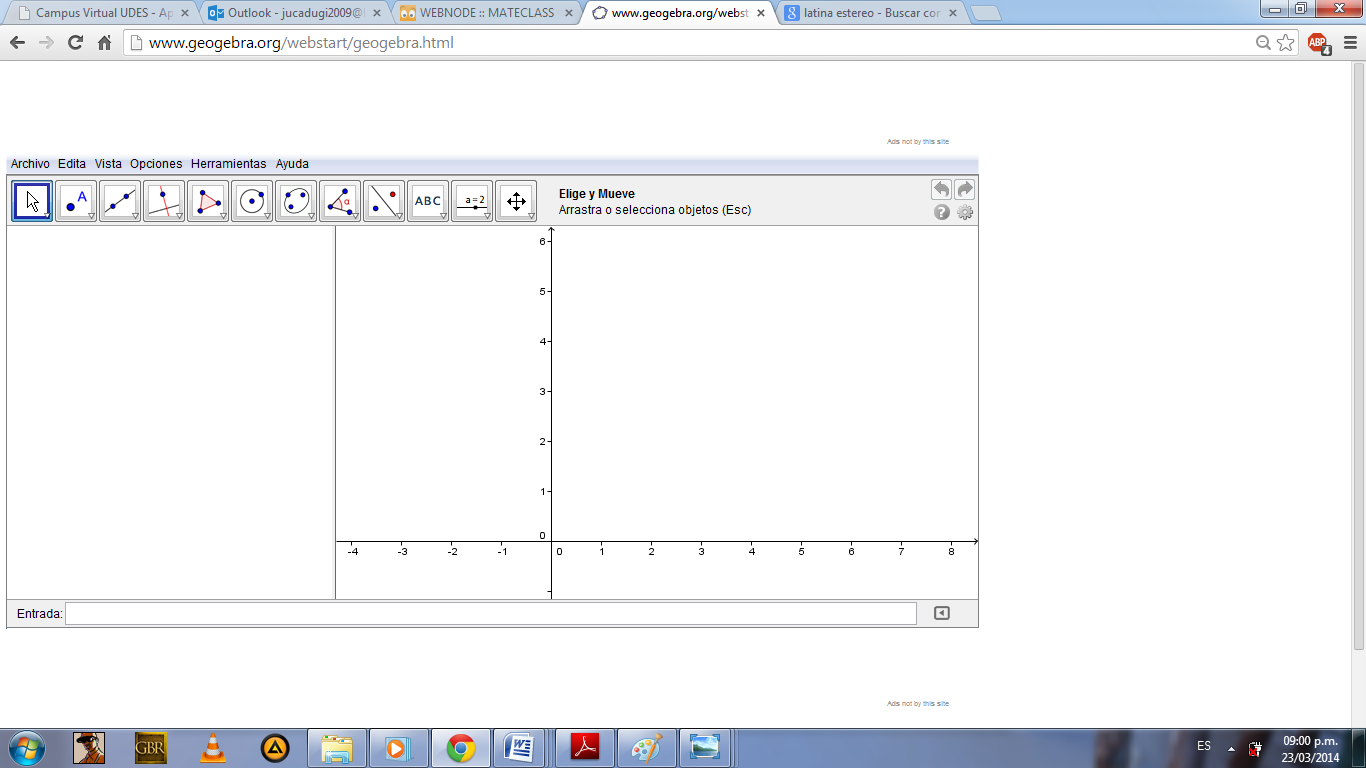 Campus Virtual UDES - Ap
Outlook - jucadugi2009@
WEBNODE :: MATECLASS
www.geogebra.org/webst
latina estereo - Buscar con
www.geogebra.org/webstart/geogebra.html
ABP
4
Ads not by this site
Archivo Edita Vista Opciones Herramientas Ayuda
A
α
ABC
a=2
Elige y Mueve
Arrastra o selecciona objetos (Esc)
?
6
5
4
3
2
1
0
-4 -3 -2 -1 0 1 2 3 4 5 6 7 8
Entrada:
Ads not by this site
GBR
W
ES
09:00 p.m.
23/03/2014